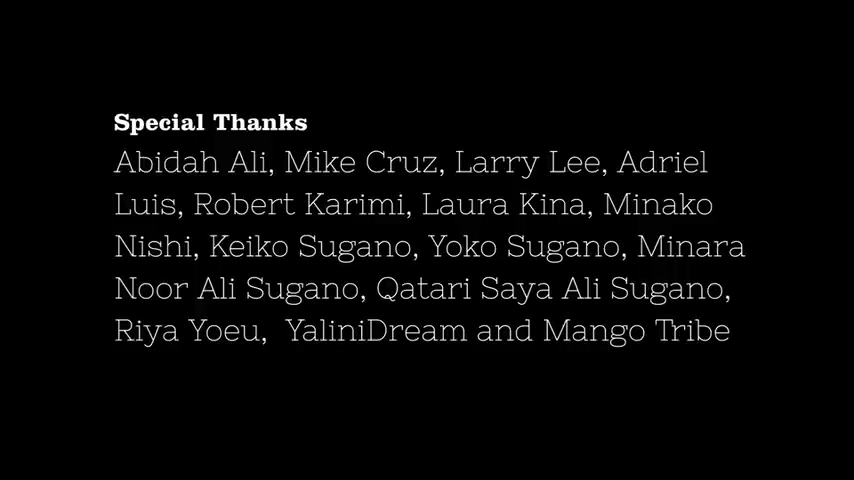 Special Thanks
Abidah Ali, Mike Cruz, Larry Lee, Adriel
Luis, Robert Karimi, Laura Kina, Minako
Nishi, Keiko Sugano, Yoko Sugano, Minara
Noor Ali Sugano, Qatari Saya Ali Sugano,
Riya Yoeu,  YaliniDream and Mango Tribe